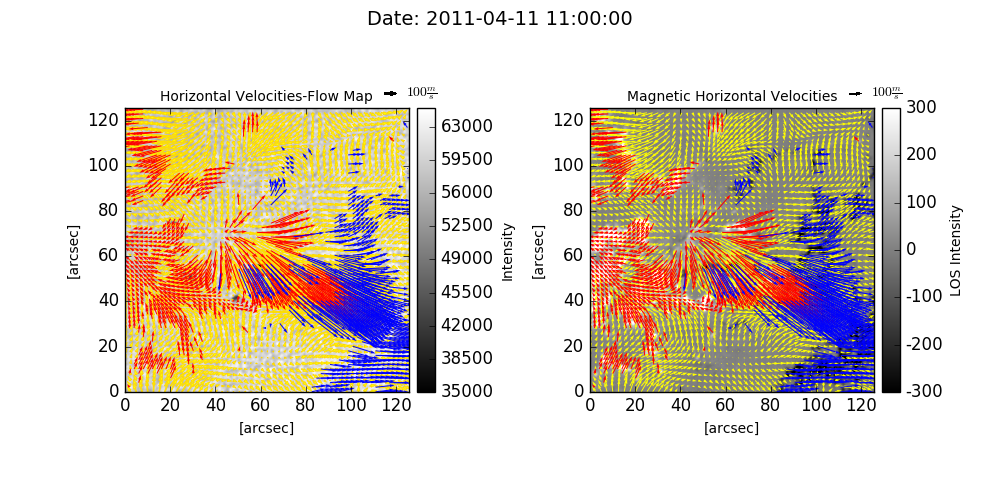 Date: 2011-04-11 11:00:00
Horizontal Velocities-Flow Map
100 m/s
120
100
80
60
40
20
0
0 20 40 60 80 100 120
[arcsec]
[arcsec]
63000
59500
56000
52500
49000
45500
42000
38500
35000
Intensity
Magnetic Horizontal Velocities
100 m/s
120
100
80
60
40
20
0
0 20 40 60 80 100 120
[arcsec]
[arcsec]
300
200
100
0
-100
-200
-300
LOS Intensity